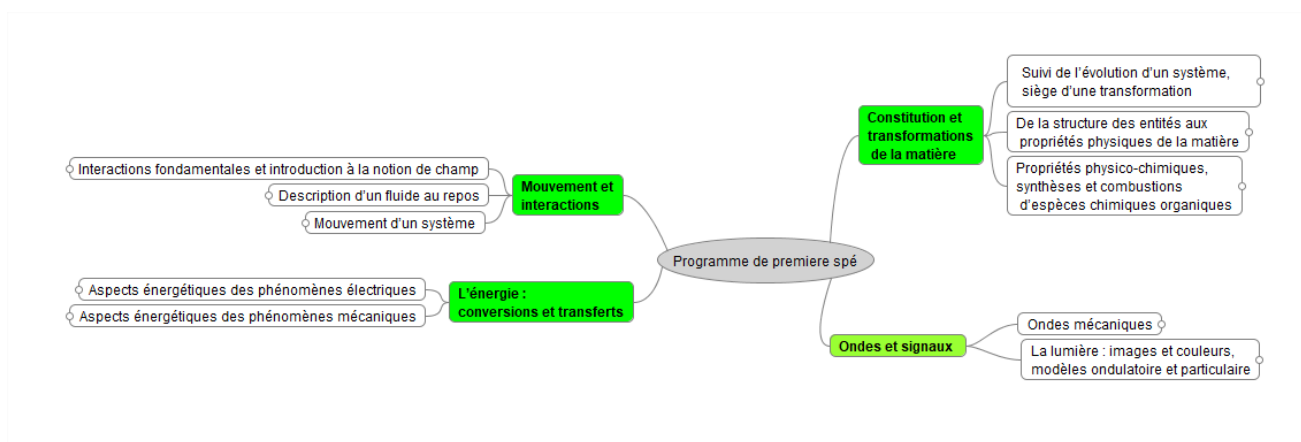 Programme de premiere spé
Constitution et
transformations
de la matière
Suivi de l'évolution d'un système,
siège d'une transformation
De la structure des entités aux
propriétés physiques de la matière
Propriétés physico-chimiques,
synthèses et combustions
d'espèces chimiques organiques
Mouvement et
interactions
Interactions fondamentales et introduction à la notion de champ
Description d'un fluide au repos
Mouvement d'un système
L'énergie :
conversions et transferts
Aspects énergétiques des phénomènes électriques
Aspects énergétiques des phénomènes mécaniques
Ondes et signaux
Ondes mécaniques
La lumière : images et couleurs,
modèles ondulatoire et particulaire